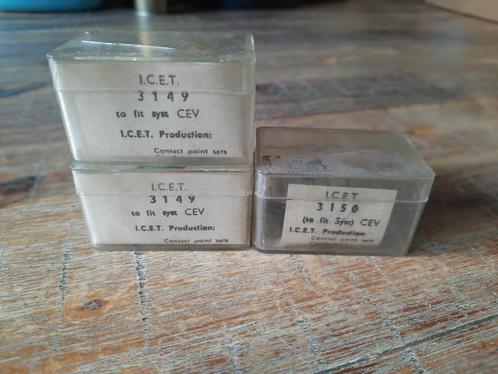 I.C.E.T.
3149
to fit syst CEV
I.C.E.T. Production:
Contact point sets
I.C.E.T.
3149
to fit syst CEV
I.C.E.T. Production:
Contact point sets
I.C.E.T.
3150
(to fit Syst) CEV
I.C.E.T. Production:
Contact point sets